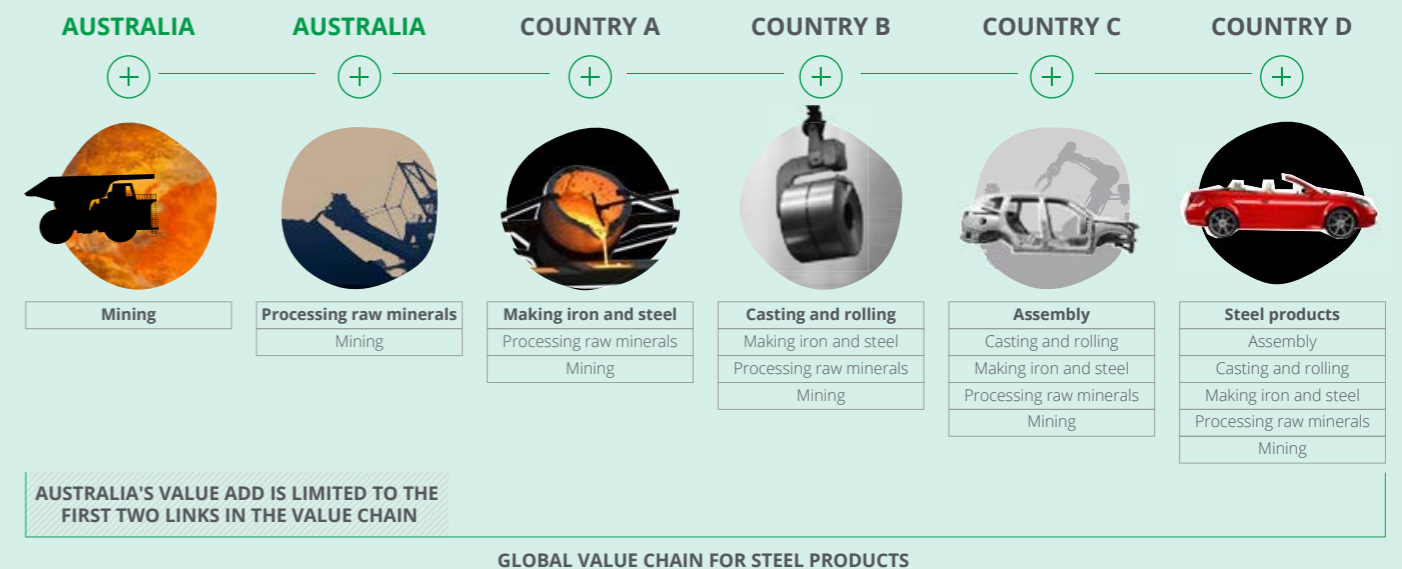 AUSTRALIA
AUSTRALIA
COUNTRY A
COUNTRY B
COUNTRY C
COUNTRY D
Mining
Processing raw minerals
Mining
Making iron and steel
Processing raw minerals
Mining
Casting and rolling
Making iron and steel
Processing raw minerals
Mining
Assembly
Casting and rolling
Making iron and steel
Processing raw minerals
Mining
Steel products
Assembly
Casting and rolling
Making iron and steel
Processing raw minerals
Mining
AUSTRALIA'S VALUE ADD IS LIMITED TO THE
FIRST TWO LINKS IN THE VALUE CHAIN
GLOBAL VALUE CHAIN FOR STEEL PRODUCTS